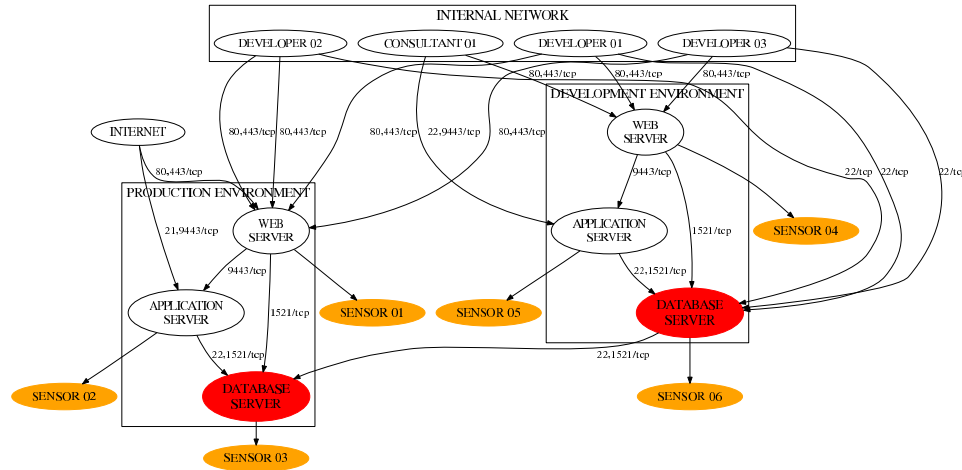 INTERNAL NETWORK
DEVELOPER 02
CONSULTANT 01
DEVELOPER 01
DEVELOPER 03
80,443/tcp
80,443/tcp
80,443/tcp
DEVELOPMENT ENVIRONMENT
INTERNET
80,443/tcp
80,443/tcp
80,443/tcp
22,9443/tcp
80,443/tcp
WEB
SERVER
80,443/tcp
9443/tcp
22/tcp
22/tcp
22/tcp
PRODUCTION ENVIRONMENT
21,9443/tcp
WEB
SERVER
APPLICATION
SERVER
1521/tcp
SENSOR 04
9443/tcp
22,1521/tcp
APPLICATION
SERVER
1521/tcp
SENSOR 01
SENSOR 05
DATABASE
SERVER
22,1521/tcp
22,1521/tcp
SENSOR 02
DATABASE
SERVER
SENSOR 06
SENSOR 03